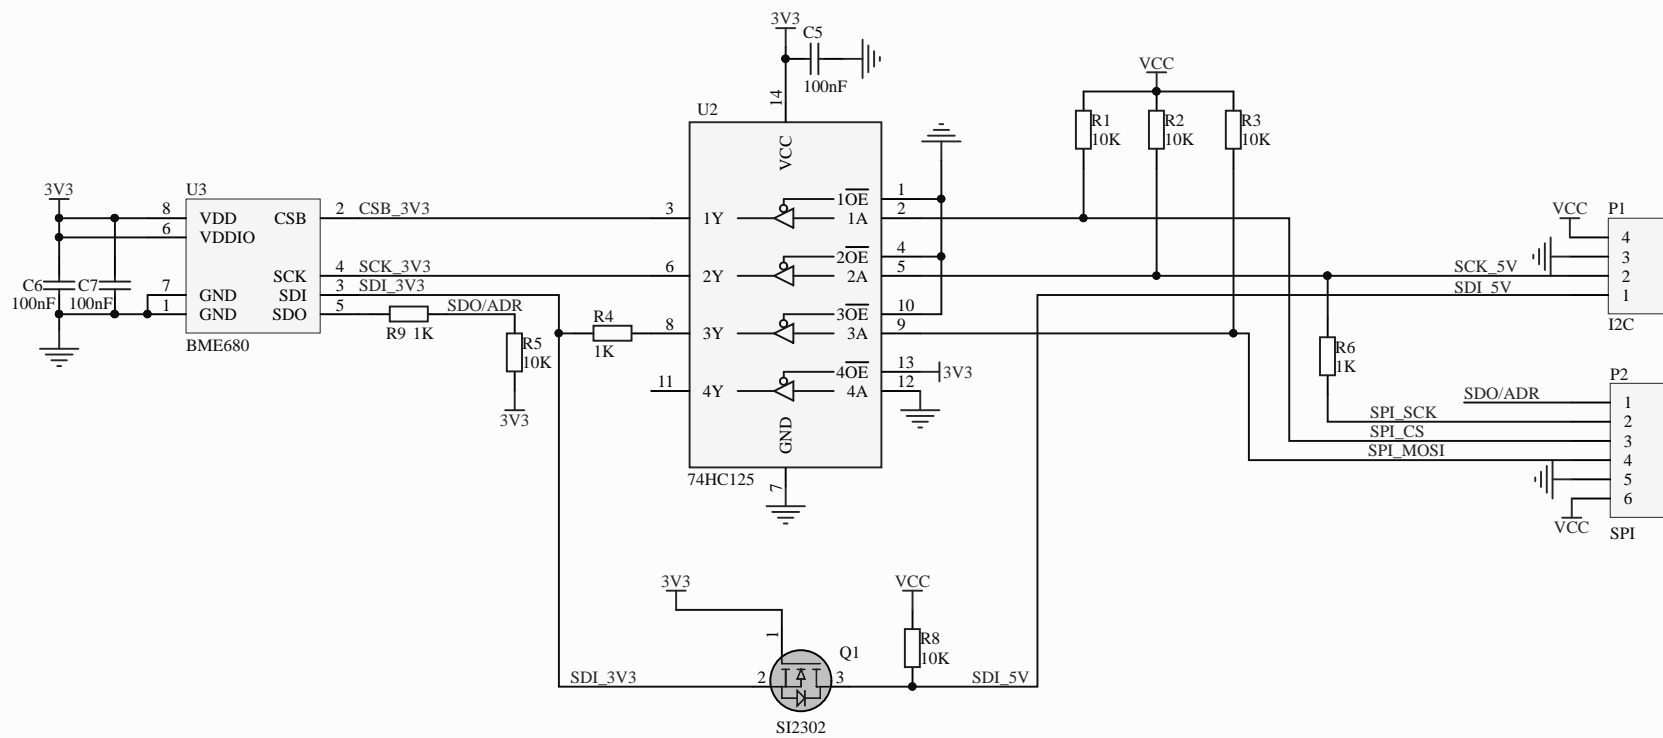 3V3
C5
100nF
14
U2
VCC
VCC
R1
10K
R2
10K
R3
10K
3V3
U3
8
VDD
CSB
2
CSB_3V3
3
1Y
1OE
1
1A
2
6
VDDIO
4
2OE
SCK
4
SCK_3V3
6
2Y
2A
5
SCK_5V
C6
100nF
C7
100nF
7
GND
SDI
3
SDI_3V3
1
GND
SDO
5
SDO/ADR
R9 1K
BME680
R5
10K
3V3
R4
1K
8
3Y
3OE
10
3A
9
11
4Y
4OE
13
3V3
4A
12
GND
7
74HC125
VCC
P1
4
3
2
SDI_5V
1
I2C
R6
1K
P2
SDO/ADR
1
SPI_SCK
2
SPI_CS
3
SPI_MOSI
4
5
6
VCC
SPI
3V3
1
VCC
R8
10K
Q1
SDI_3V3
2
3
SDI_5V
SI2302